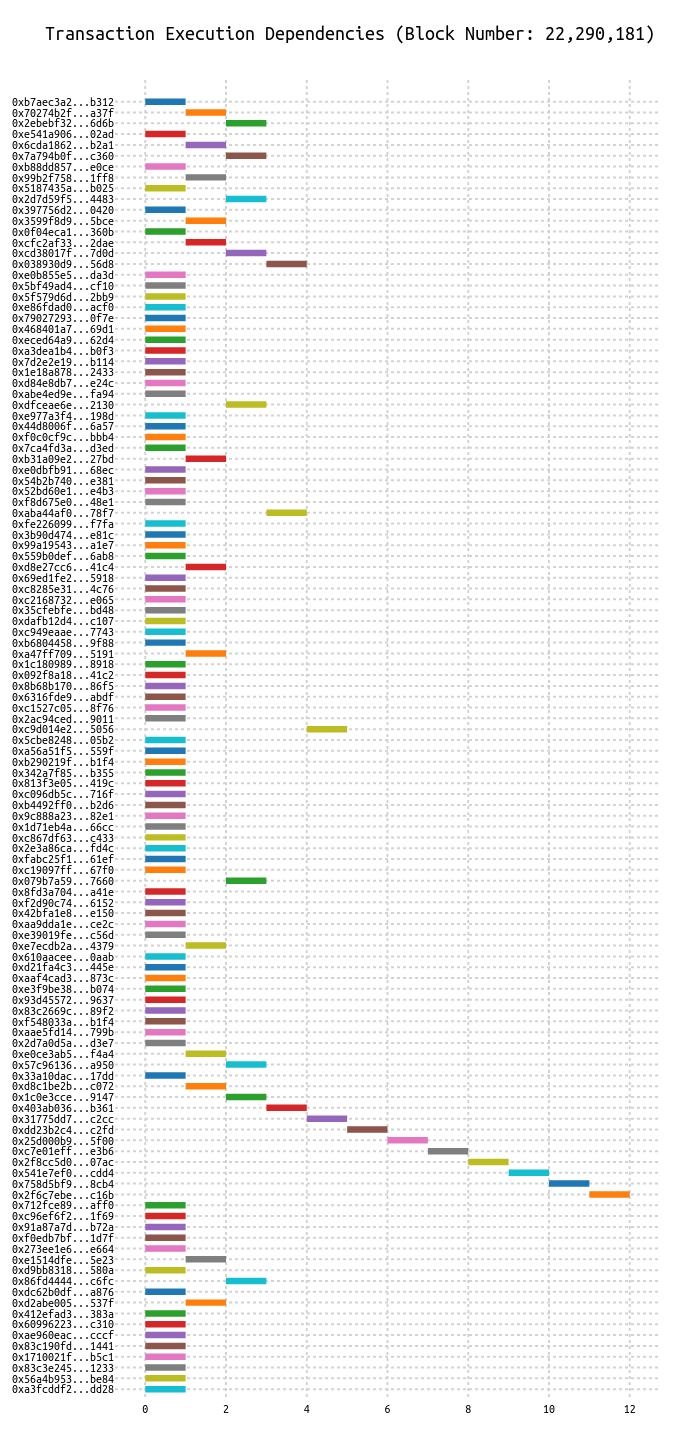 Transaction Execution Dependencies (Block Number: 22,290,181)
0xb7aec3a2...b312
0x70274b2f...a37f
0x2ebebf32...6d6b
0xe541a906...02ad
0x6cda1862...b2a1
0x7a794b0f...c360
0xb88dd857...e0ce
0x99b2f758...1ff8
0x5187435a...b025
0x2d7d59f5...4483
0x397756d2...0420
0x3599f8d9...5bce
0x0f04eca1...360b
0xcfc2af33...2dae
0xcd38017f...7d0d
0x038930d9...56d8
0xe0b855e5...da3d
0x5bf49ad4...cf10
0x5f579d6d...2bb9
0xe86fdad0...acf0
0x79027293...0f7e
0x468401a7...69d1
0xeced64a9...62d4
0xa3dea1b4...b0f3
0x7d2e2e19...b114
0x1e18a878...2433
0xd84e8db7...e24c
0xabe4ed9e...fa94
0xdfceae6e...2130
0xe977a3f4...198d
0x44d8006f...6a57
0xf0c0cf9c...bbb4
0x7ca4fd3a...d3ed
0xb31a09e2...27bd
0xe0dbfb91...68ec
0x54b2b740...e381
0x52bd60e1...e4b3
0xf8d675e0...48e1
0xaba44af0...78f7
0xfe226099...f7fa
0x3b90d474...e81c
0x99a19543...a1e7
0x559b0def...6ab8
0xd8e27cc6...41c4
0x69ed1fe2...5918
0xc8285e31...4c76
0xc2168732...e065
0x35cfebfe...bd48
0xdafb12d4...c107
0xc949eaae...7743
0xb6804458...9f88
0xa47ff709...5191
0x1c180989...8918
0x092f8a18...41c2
0x8b68b170...86f5
0x6316fde9...abdf
0xc1527c05...8f76
0x2ac94ced...9011
0xc9d014e2...5056
0x5cbe8248...05b2
0xa56a51f5...559f
0xb290219f...b1f4
0x342a7f85...b355
0x813f3e05...419c
0xc096db5c...716f
0xb4492ff0...b2d6
0x9c888a23...82e1
0x1d71eb4a...66cc
0xc867df63...c433
0x2e3a86ca...fd4c
0xfabc25f1...61ef
0xc19097ff...67f0
0x079b7a59...7660
0x8fd3a704...a41e
0xf2d90c74...6152
0x42bfa1e8...e150
0xaa9dda1e...ce2c
0xe39019fe...c56d
0xe7ecdb2a...4379
0x610aacee...0aab
0xd21fa4c3...445e
0xaaf4cad3...873c
0xe3f9be38...b074
0x93d45572...9637
0x83c2669c...89f2
0xf548033a...b1f4
0xaae5fd14...799b
0x2d7a0d5a...d3e7
0xe0ce3ab5...f4a4
0x57c96136...a950
0x33a10dac...17dd
0xd8c1be2b...c072
0x1c0e3cce...9147
0x403ab036...b361
0x31775dd7...c2cc
0xdd23b2c4...c2fd
0x25d000b9...5f00
0xc7e01eff...e3b6
0x2f8cc5d0...07ac
0x541e7ef0...cdd4
0x758d5bf9...8cb4
0x2f6c7ebe...c16b
0x712fce89...aff0
0xc96ef6f2...1f69
0x91a87a7d...b72a
0xf0edb7bf...1d7f
0x273ee1e6...e664
0xe1514dfe...5e23
0xd9bb8318...580a
0x86fd4444...c6fc
0xdc62b0df...a876
0xd2abe005...537f
0x412efad3...383a
0x60996223...c310
0xae960eac...cccf
0x83c190fd...1441
0x1710021f...b5c1
0x83c3e245...1233
0x56a4b953...be84
0xa3fcddf2...dd28
0 2 4 6 8 10 12